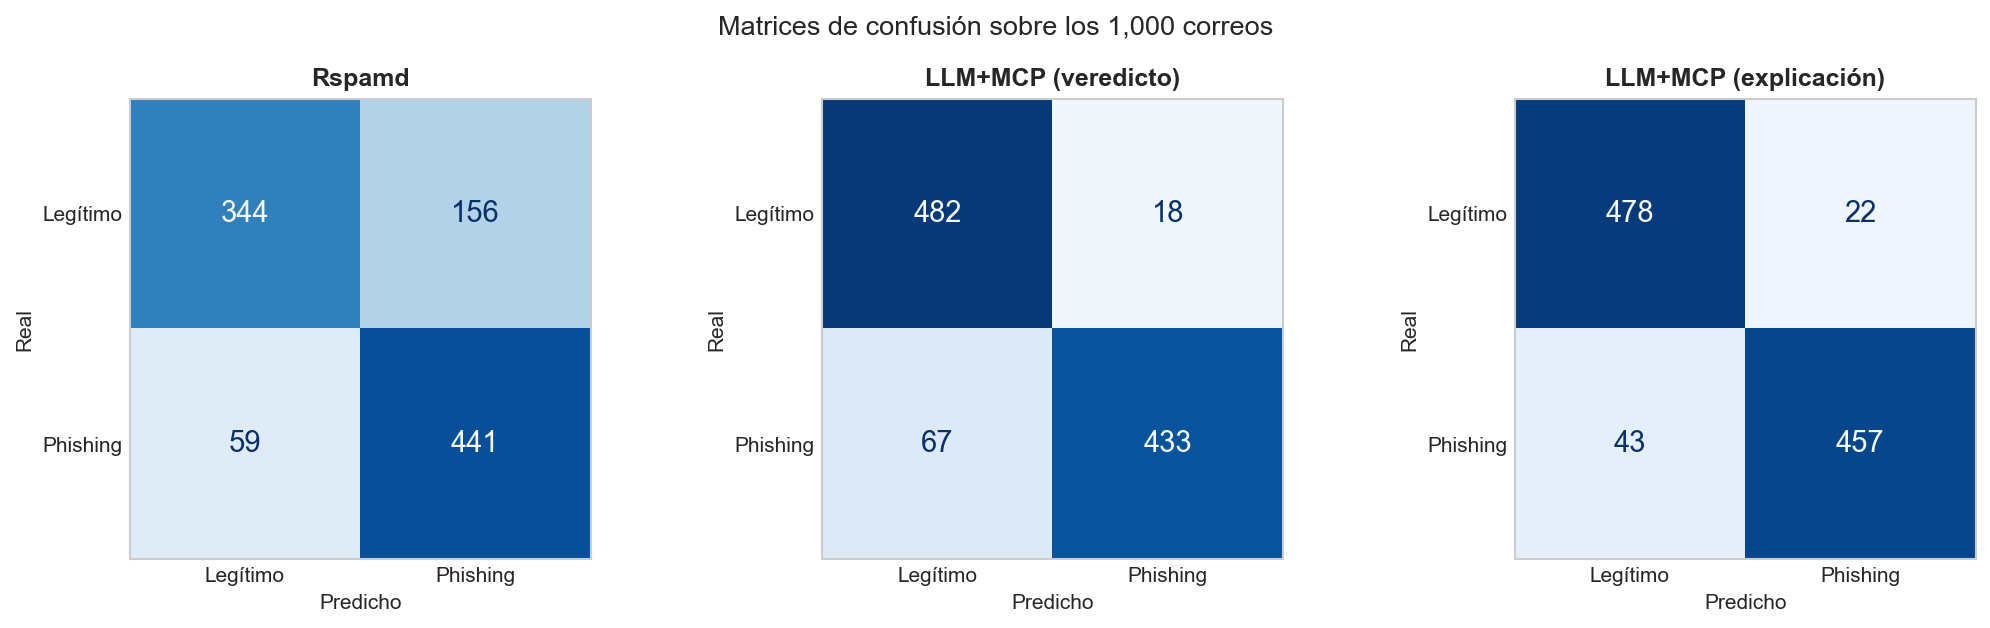 Matrices de confusión sobre los 1,000 correos
Rspamd
Legítimo
344
156
Phishing
59
441
Real
Legítimo
Phishing
Predicho
LLM+MCP (veredicto)
Legítimo
482
18
Phishing
67
433
Real
Legítimo
Phishing
Predicho
LLM+MCP (explicación)
Legítimo
478
22
Phishing
43
457
Real
Legítimo
Phishing
Predicho